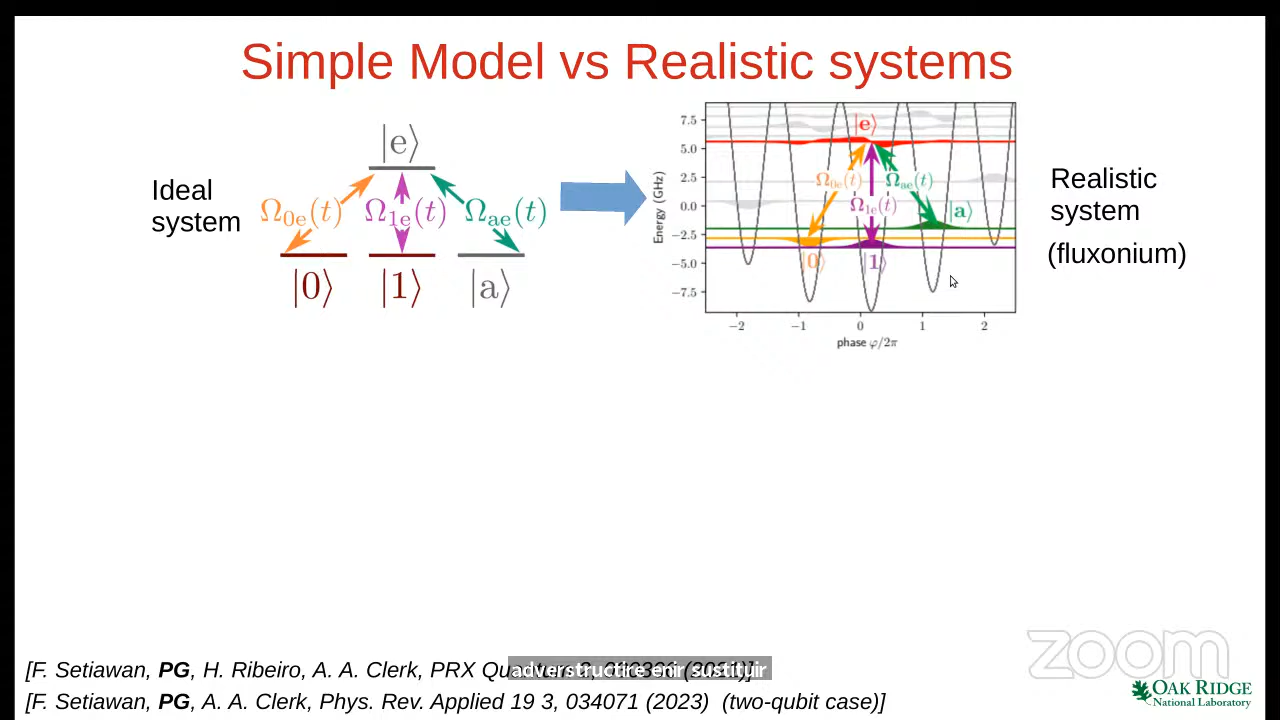 Simple Model vs Realistic systems
Ideal
system
|e⟩
Ω0e(t) Ω1e(t) Ωae(t)
|0⟩ |1⟩ |a⟩
Energy (GHz)
7.5
5.0
2.5
0.0
−2.5
−5.0
−7.5
|e⟩
Ω0e(t) Ωae(t)
Ω1e(t)
|a⟩
|0⟩ |1⟩
−2 −1 0 1 2
phase φ/2π
Realistic
system
(fluxonium)
zoom
[F. Setiawan, PG, H. Ribeiro, A. A. Clerk, PRX
adverstructire enir sustituir
[F. Setiawan, PG, A. A. Clerk, Phys. Rev. Applied 19 3, 034071 (2023) (two-qubit case)]
OAK RIDGE
National Laboratory